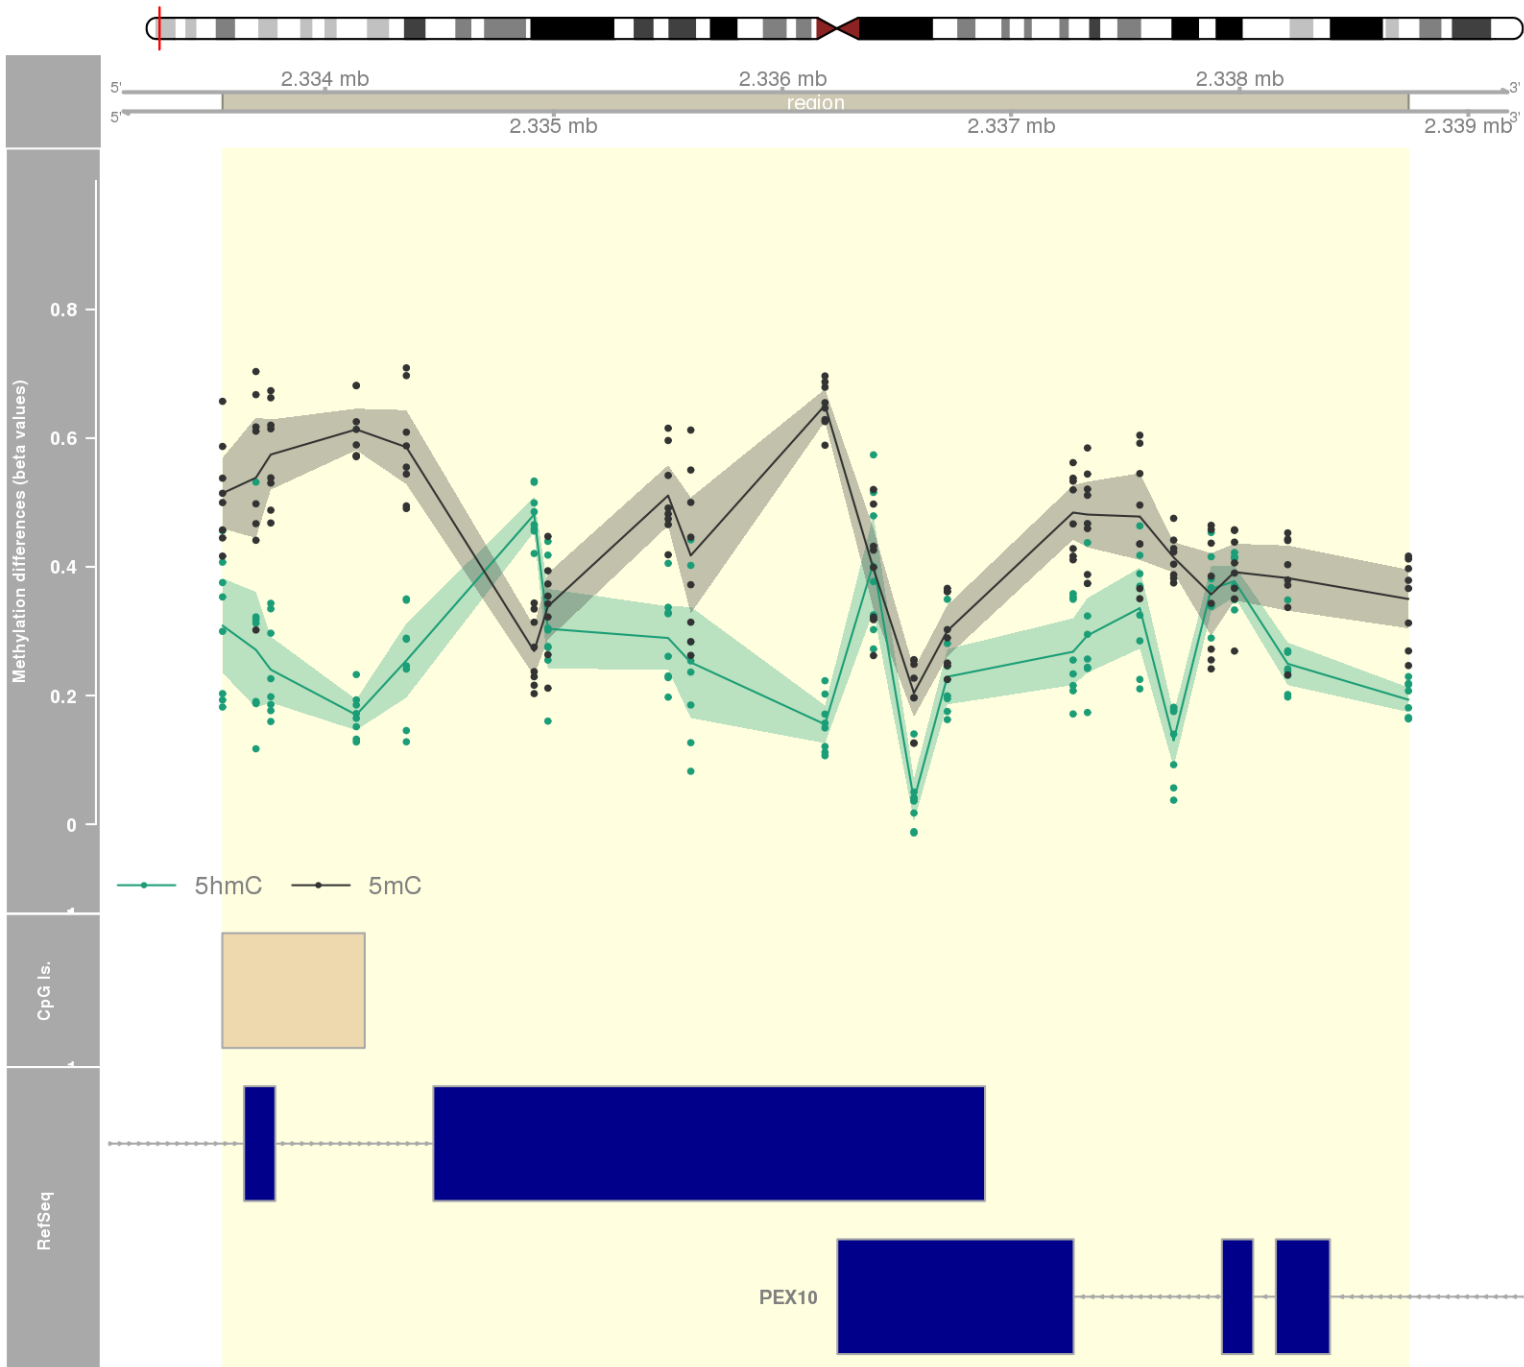 2.334 mb 2.336 mb 2.338 mb
5' 3'
region
5' 3'
2.335 mb 2.337 mb 2.339 mb
Methylation differences (beta values)
0.8
0.6
0.4
0.2
0
5hmC 5mC
CpG Is.
RefSeq
PEX10